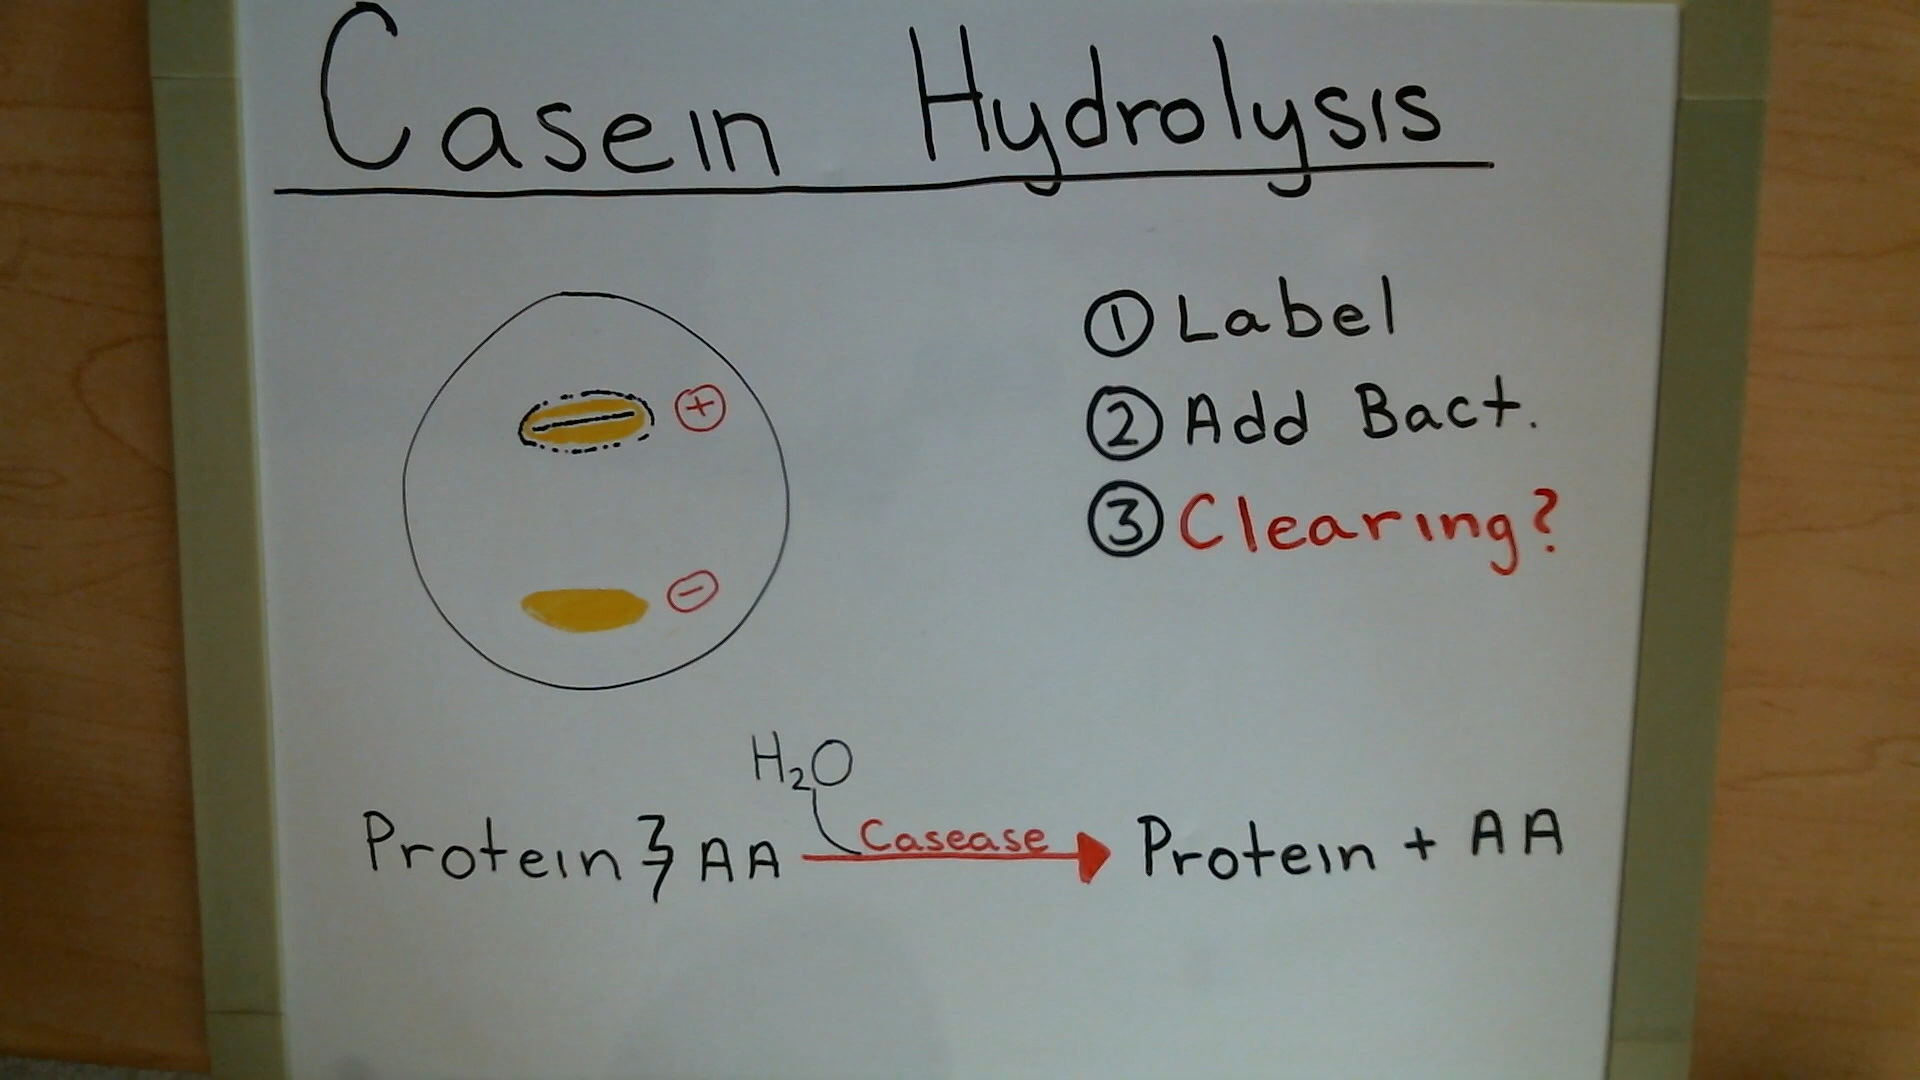 Casein Hydrolysis
① Label
② Add Bact.
③ Clearing?
+
-
H₂O
Protein AA Casease Protein + AA